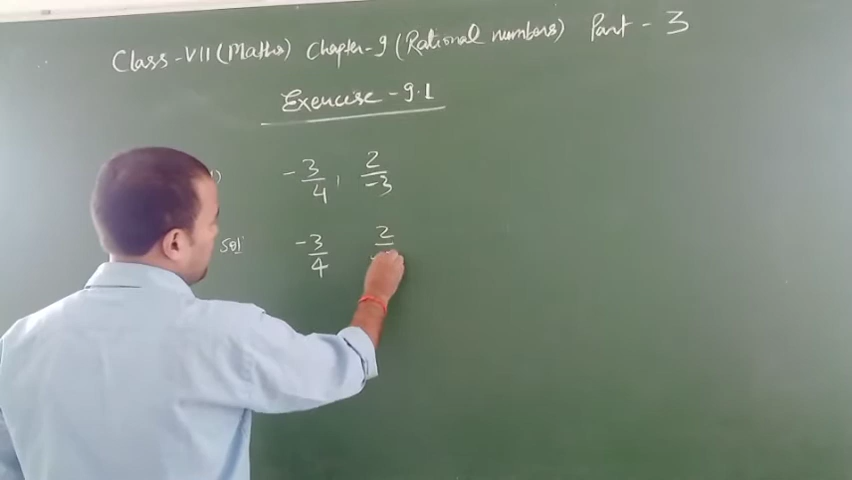 Class-VII (Maths) Chapter-9 (Rational numbers) Part - 3
Exercise - 9.1
) -3/4, 2/-3
Sol -3/4 2/